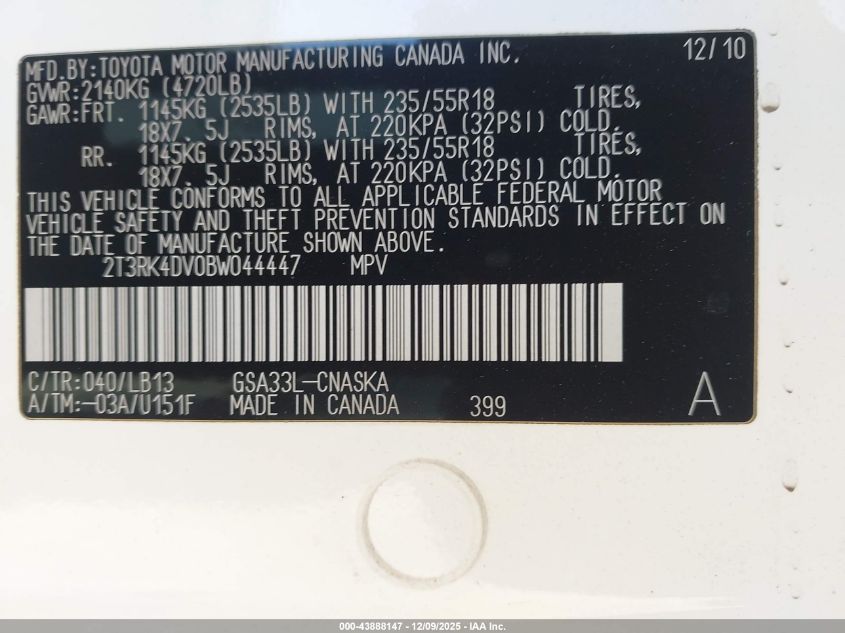 MFD.BY:TOYOTA MOTOR MANUFACTURING CANADA INC. 12/10
GVWR:2140KG (4720LB)
GAWR:FRT. 1145KG (2535LB) WITH 235/55R18 TIRES,
18X7. 5J RIMS, AT 220KPA (32PSI) COLD.
RR. 1145KG (2535LB) WITH 235/55R18 TIRES,
18X7. 5J RIMS, AT 220KPA (32PSI) COLD.
THIS VEHICLE CONFORMS TO ALL APPLICABLE FEDERAL MOTOR
VEHICLE SAFETY AND THEFT PREVENTION STANDARDS IN EFFECT ON
THE DATE OF MANUFACTURE SHOWN ABOVE.
2T3RK4DV0BW044447 MPV
C/TR:040/LB13 GSA33L-CNASKA
A/TM:-03A/U151F MADE IN CANADA 399 A
000-43888147 - 12/09/2025 - IAA Inc.